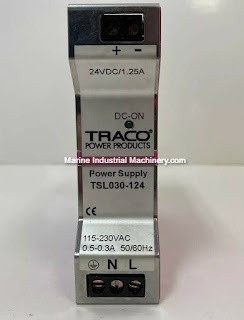 + -
24VDC/1.25A
DC-ON
TRACO
POWER PRODUCTS
Marine Industrial Machinery.com
Power Supply
TSL030-124
CE
115-230VAC
0.5-0.3A 50/60Hz
N L